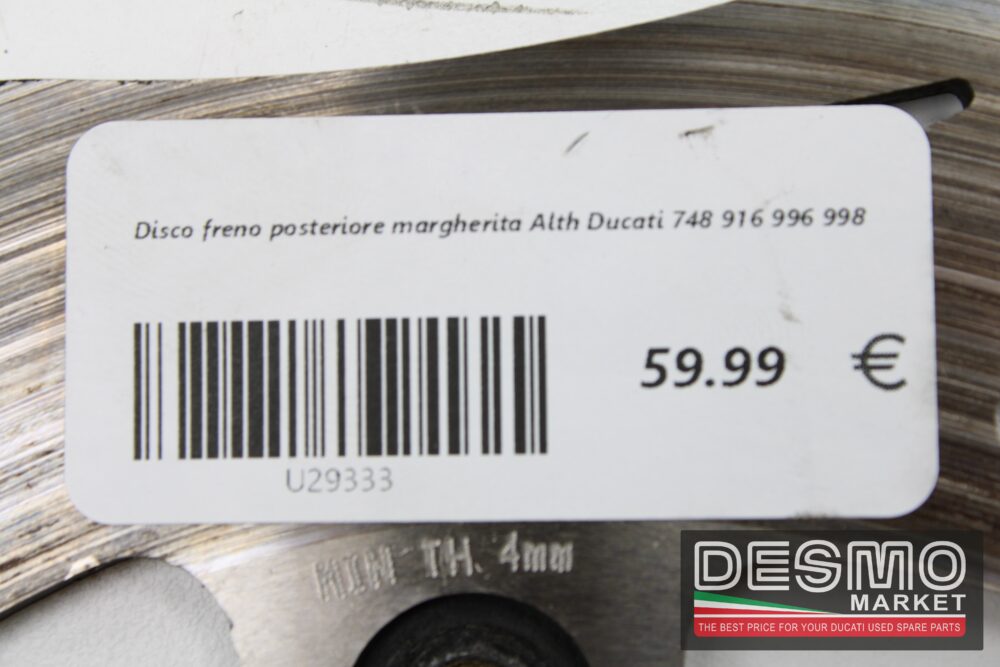 Disco freno posteriore margherita Alth Ducati 748 916 996 998
59.99 €
U29333
MIN TH. 4mm
DESMO
MARKET
THE BEST PRICE FOR YOUR DUCATI USED SPARE PARTS